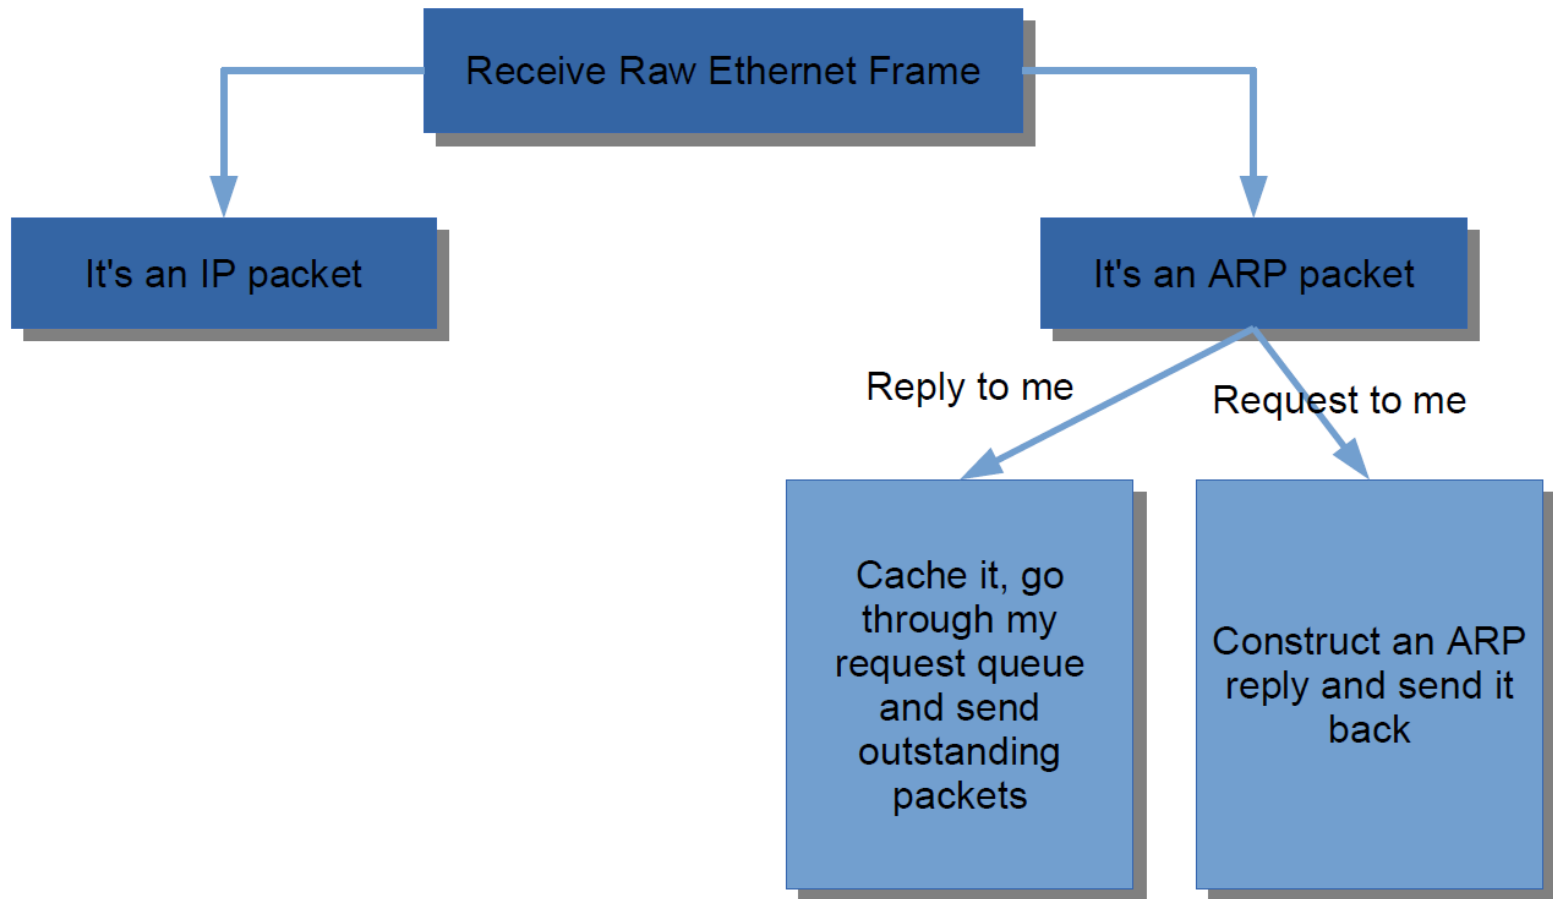 Receive Raw Ethernet Frame
It's an IP packet
It's an ARP packet
Reply to me
Request to me
Cache it, go
through my
request queue
and send
outstanding
packets
Construct an ARP
reply and send it
back